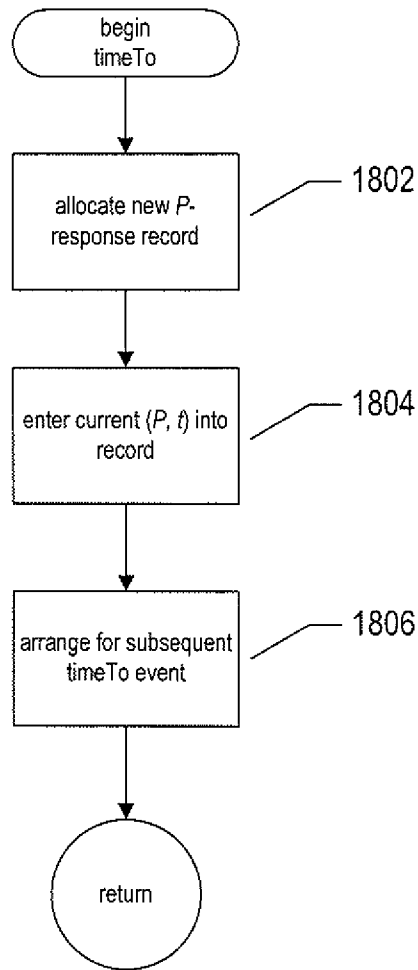 begin
timeTo
allocate new P-
response record
1802
enter current (P, t) into
record
1804
arrange for subsequent
timeTo event
1806
return